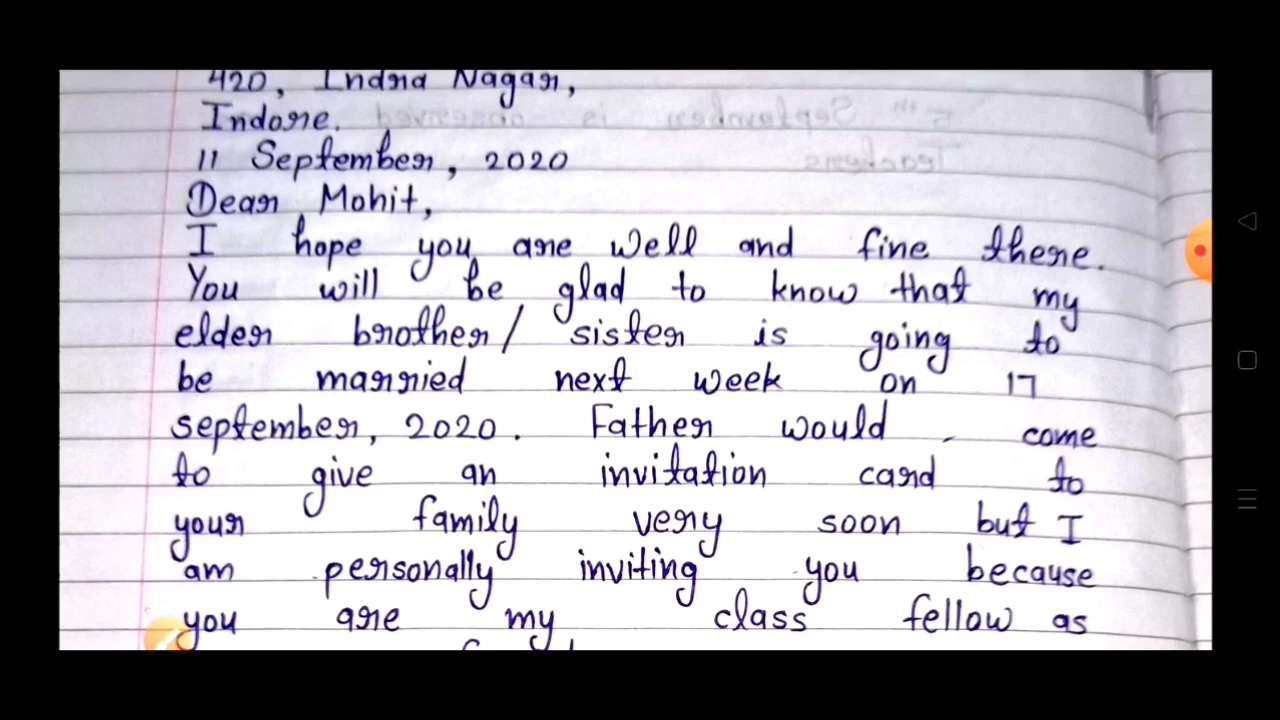 420, Indra Nagar,
Indore.
11 September, 2020
Dear Mohit,
I hope you are well and fine there.
You will be glad to know that my
elder brother/ sister is going to
be married next week on 17
september, 2020. Father would come
to give an invitation card to
your family very soon but I
am personally inviting you because
you are my class fellow as